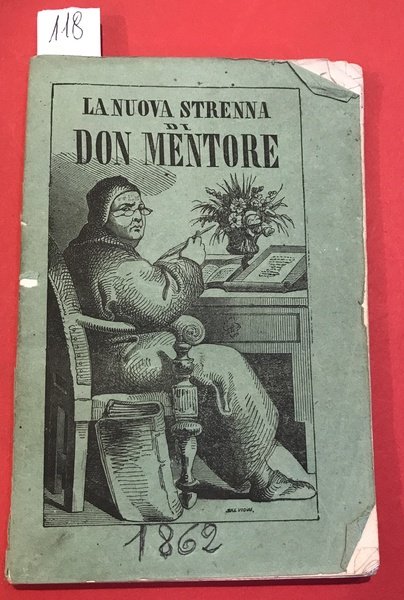 118
LA NUOVA STRENNA
DI
DON MENTORE
1862